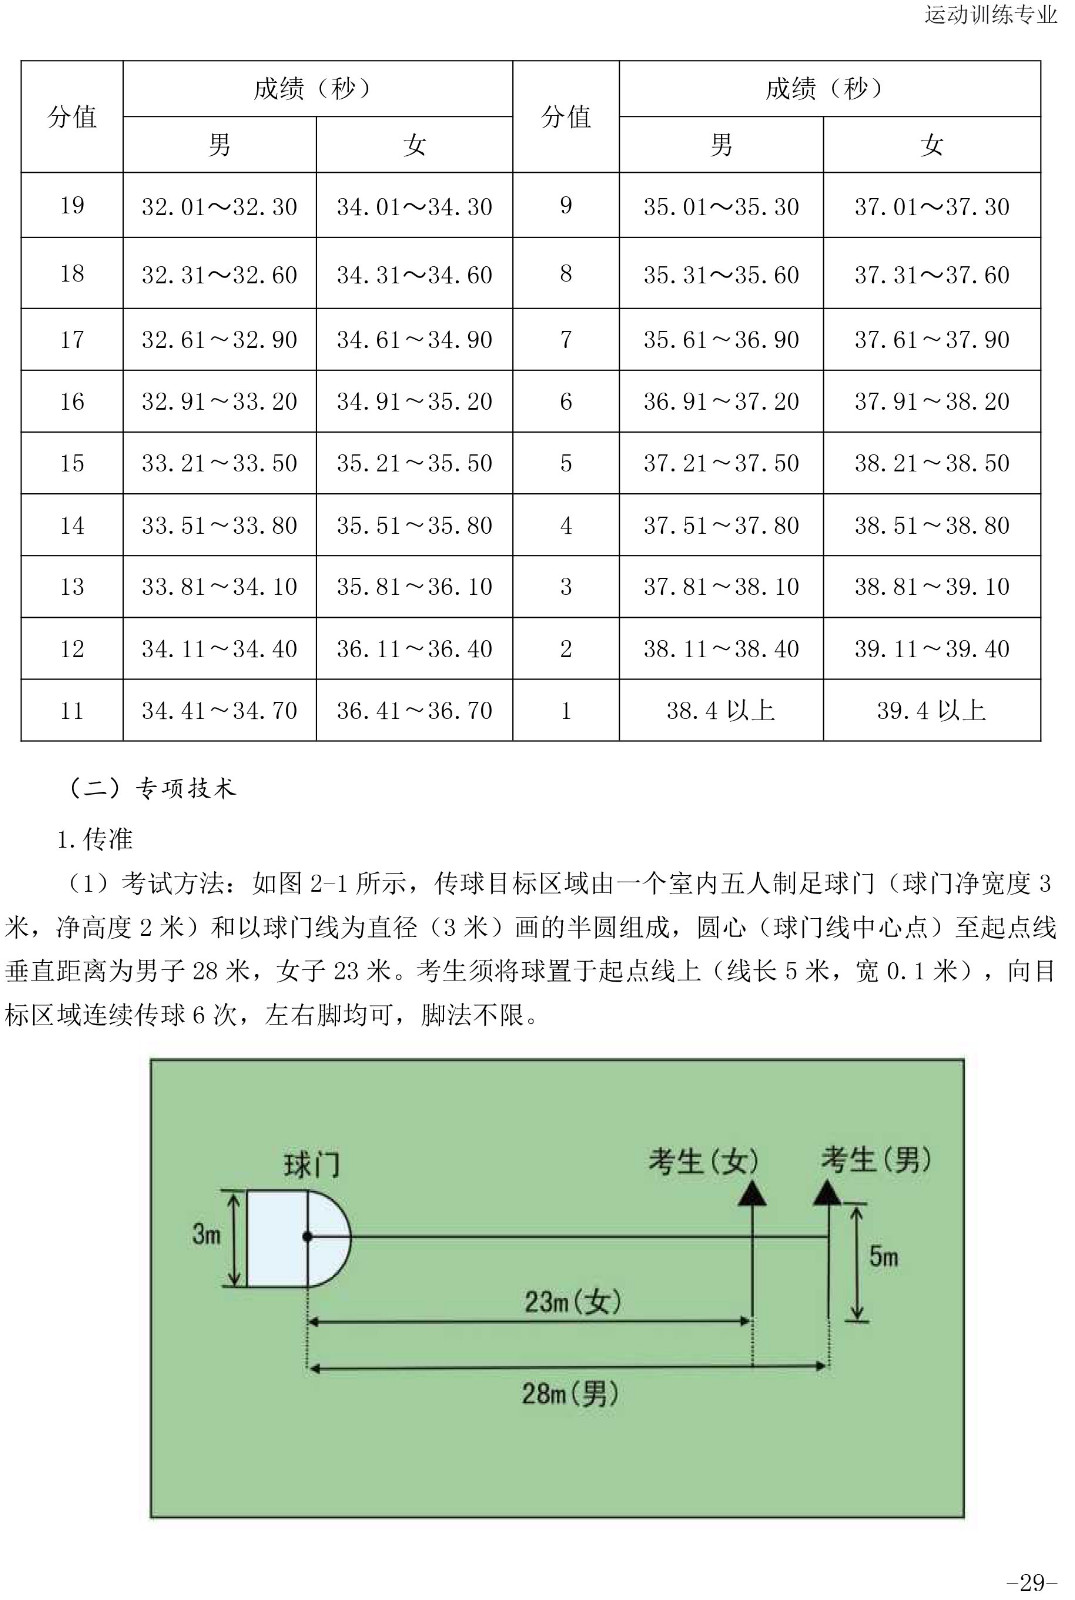 运动训练专业
分值 成绩（秒） 分值 成绩（秒）
男 女 男 女
19 32.01～32.30 34.01～34.30 9 35.01～35.30 37.01～37.30
18 32.31～32.60 34.31～34.60 8 35.31～35.60 37.31～37.60
17 32.61～32.90 34.61～34.90 7 35.61～36.90 37.61～37.90
16 32.91～33.20 34.91～35.20 6 36.91～37.20 37.91～38.20
15 33.21～33.50 35.21～35.50 5 37.21～37.50 38.21～38.50
14 33.51～33.80 35.51～35.80 4 37.51～37.80 38.51～38.80
13 33.81～34.10 35.81～36.10 3 37.81～38.10 38.81～39.10
12 34.11～34.40 36.11～36.40 2 38.11～38.40 39.11～39.40
11 34.41～34.70 36.41～36.70 1 38.4 以上 39.4 以上
（二）专项技术
1.传准
（1）考试方法：如图 2-1 所示，传球目标区域由一个室内五人制足球门（球门净宽度 3
米，净高度 2 米）和以球门线为直径（3 米）画的半圆组成，圆心（球门线中心点）至起点线
垂直距离为男子 28 米，女子 23 米。考生须将球置于起点线上（线长 5 米，宽 0.1 米），向目
标区域连续传球 6 次，左右脚均可，脚法不限。
球门 考生(女) 考生(男)
3m
5m
23m(女)
28m(男)
-29-